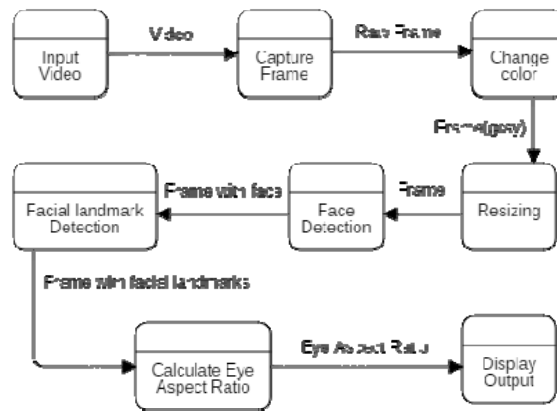 Video
Raw Frame
Input
Video
Capture
Frame
Change
color
Frame(gray)
Frame with face
Frame
Facial landmark
Detection
Face
Detection
Resizing
Frame with facial landmarks
Eye Aspect Ratio
Calculate Eye
Aspect Ratio
Display
Output